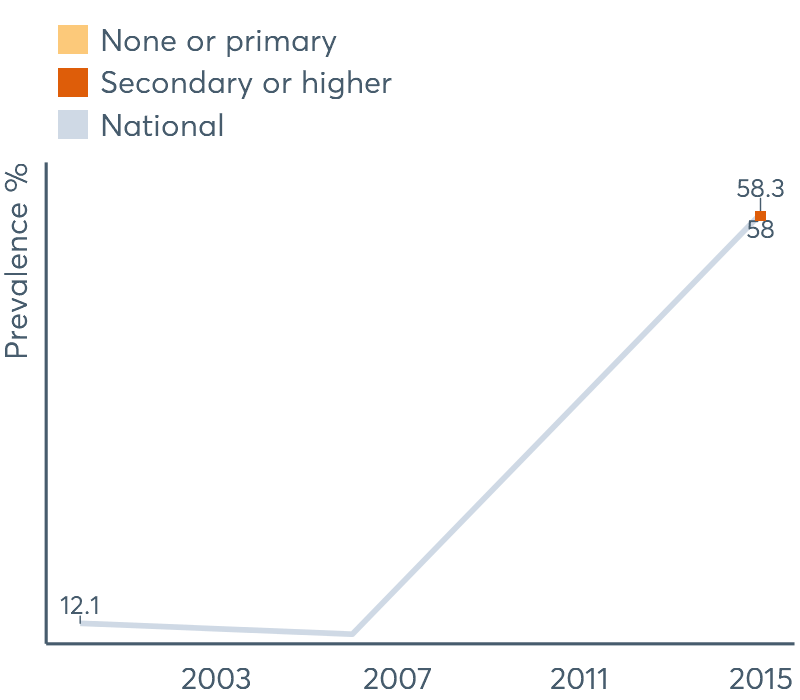 None or primary
Secondary or higher
National
Prevalence %
58.3
58
12.1
2003 2007 2011 2015